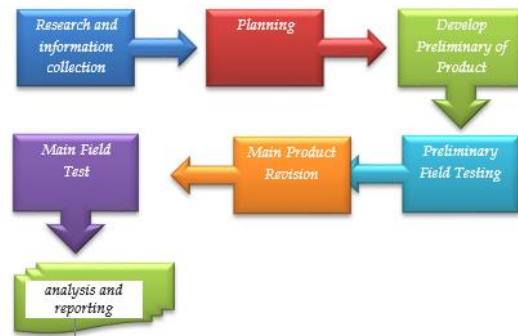 Research and
information
collection
Planning
Develop
Preliminary of
Product
Preliminary
Field Testing
Main Product
Revision
Main Field
Test
analysis and
reporting